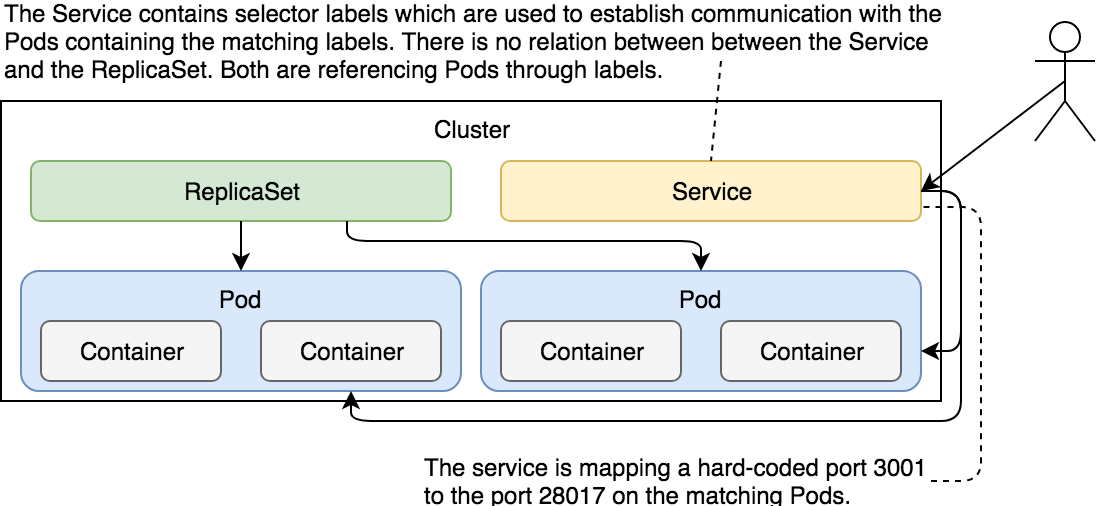 The Service contains selector labels which are used to establish communication with the
Pods containing the matching labels. There is no relation between between the Service
and the ReplicaSet. Both are referencing Pods through labels.
Cluster
ReplicaSet
Service
Pod
Pod
Container
Container
Container
Container
The service is mapping a hard-coded port 3001
to the port 28017 on the matching Pods.